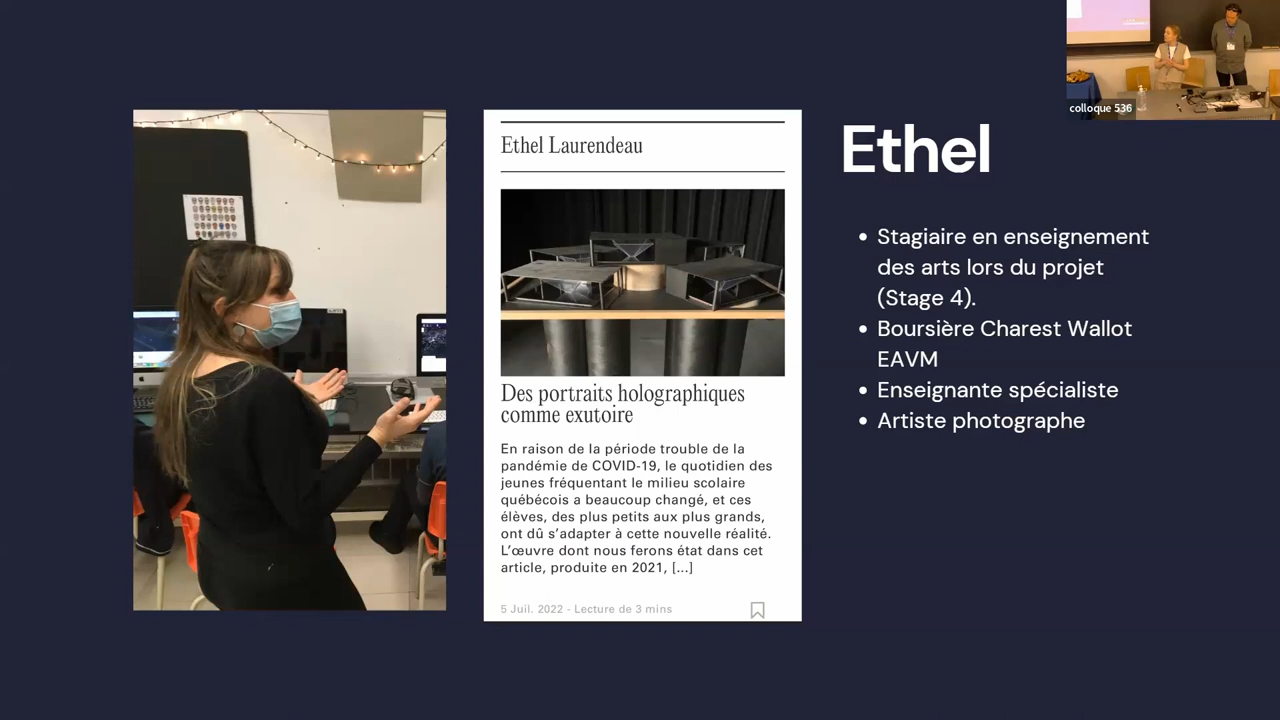 colloque 536
Ethel Laurendeau
Des portraits holographiques
comme exutoire
En raison de la période trouble de la
pandémie de COVID-19, le quotidien des
jeunes fréquentant le milieu scolaire
québécois a beaucoup changé, et ces
élèves, des plus petits aux plus grands,
ont dû s’adapter à cette nouvelle réalité.
L’œuvre dont nous ferons état dans cet
article, produite en 2021, [...]
5 Juil. 2022 - Lecture de 3 mins
Ethel
• Stagiaire en enseignement
des arts lors du projet
(Stage 4).
• Boursière Charest Wallot
EAVM
• Enseignante spécialiste
• Artiste photographe